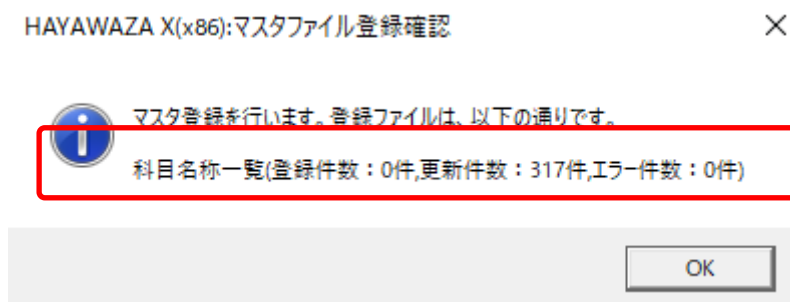 HAYAWAZA X(x86):マスタファイル登録確認
マスタ登録を行います。登録ファイルは、以下の通りです。
科目名称一覧(登録件数：0件,更新件数：317件,エラー件数：0件)
OK